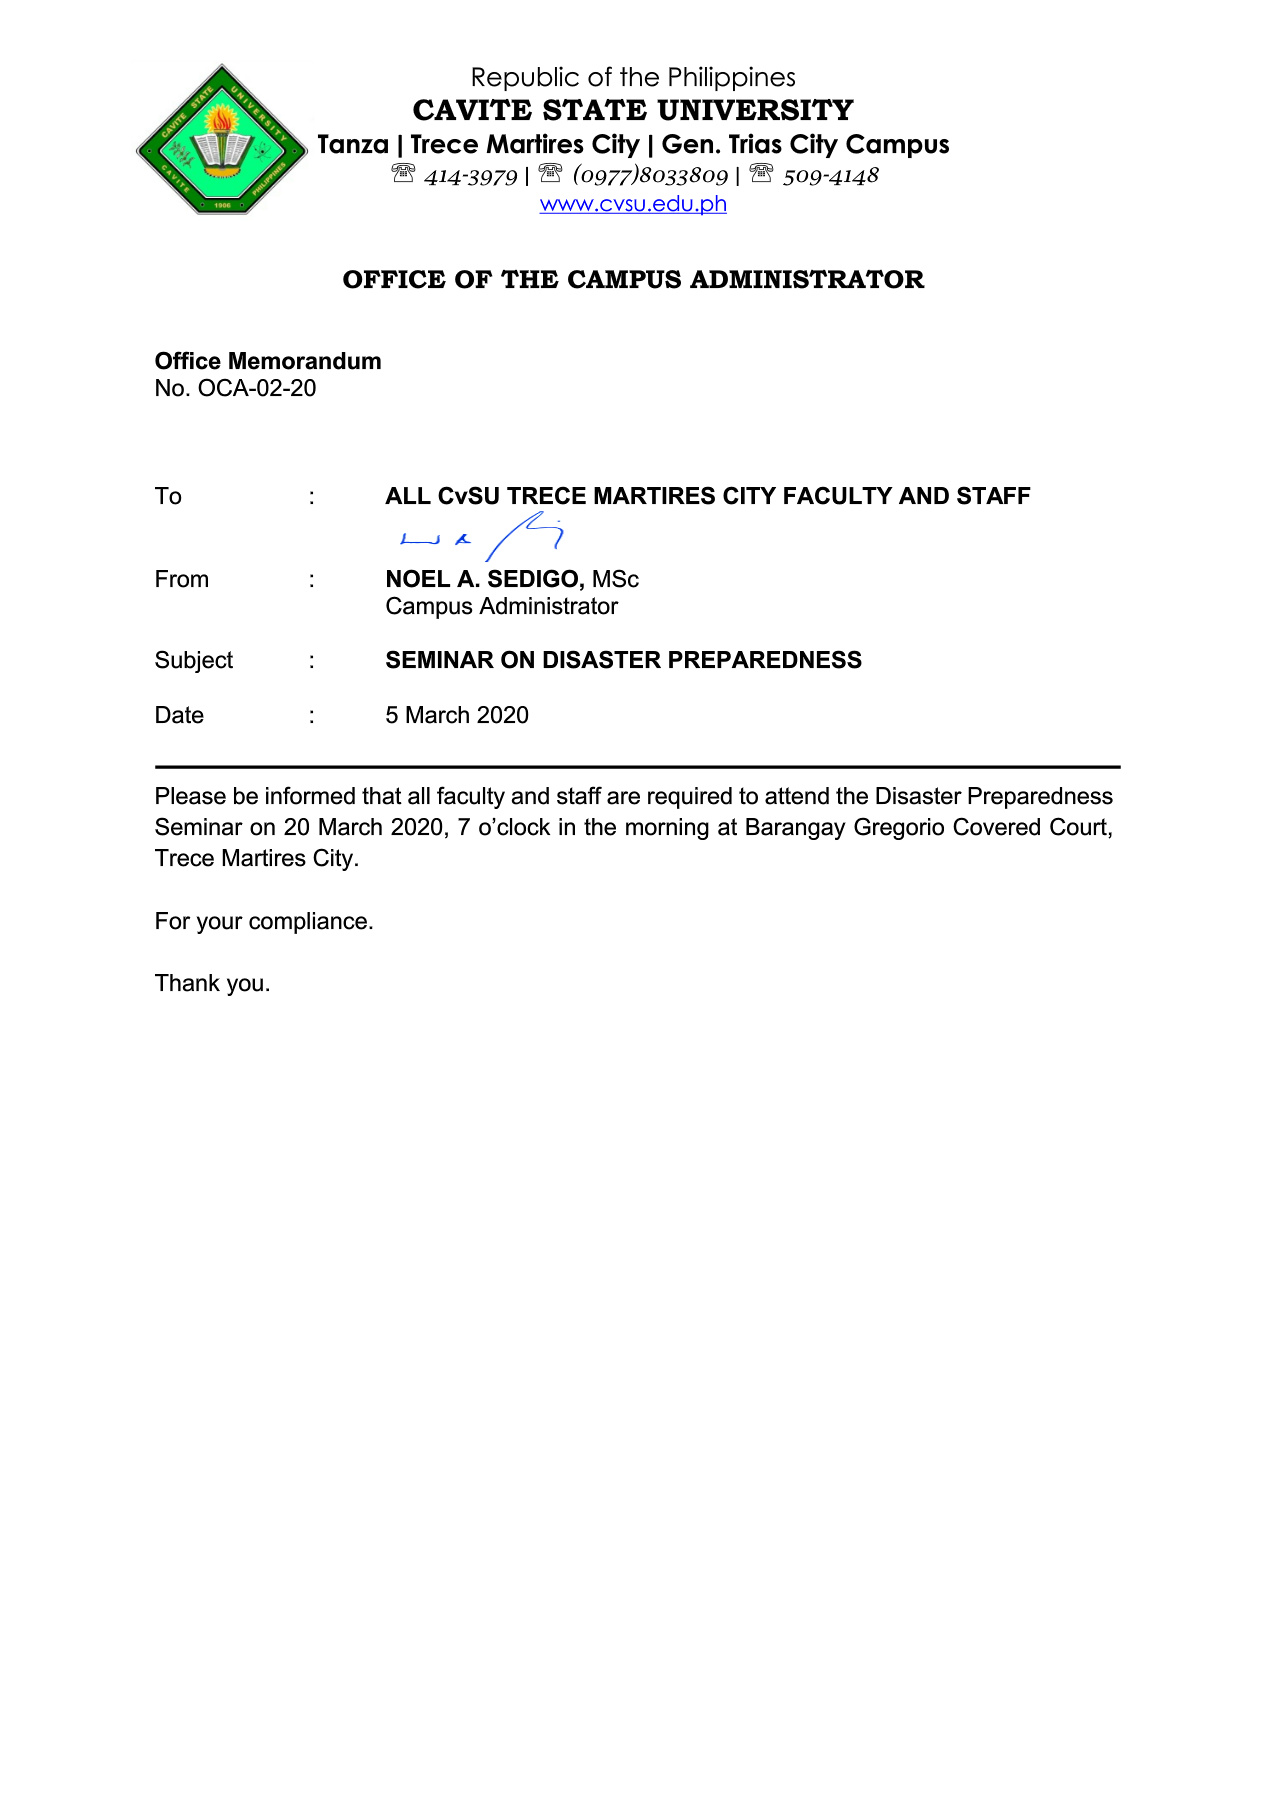 Republic of the Philippines
CAVITE STATE UNIVERSITY
Tanza | Trece Martires City | Gen. Trias City Campus
☏ 414-3979 | ☏ (0977)8033809 | ☏ 509-4148
www.cvsu.edu.ph
CAVITE STATE UNIVERSITY
CAVITE PHILIPPINES
1906
OFFICE OF THE CAMPUS ADMINISTRATOR
Office Memorandum
No. OCA-02-20
To : ALL CvSU TRECE MARTIRES CITY FACULTY AND STAFF
From : NOEL A. SEDIGO, MSc
Campus Administrator
Subject : SEMINAR ON DISASTER PREPAREDNESS
Date : 5 March 2020
Please be informed that all faculty and staff are required to attend the Disaster Preparedness
Seminar on 20 March 2020, 7 o’clock in the morning at Barangay Gregorio Covered Court,
Trece Martires City.
For your compliance.
Thank you.